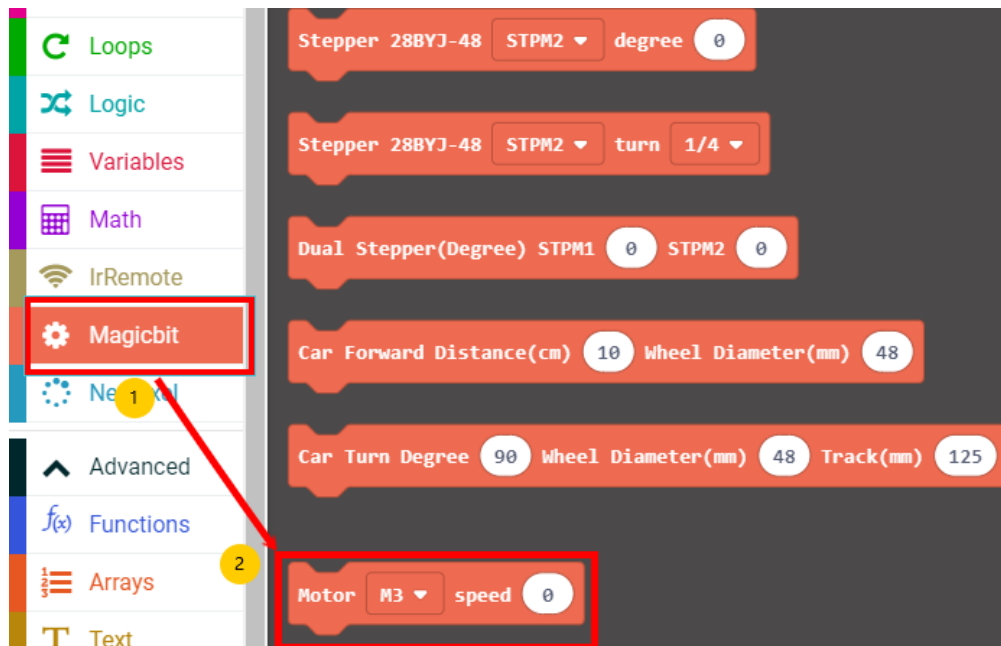 Loops
Logic
Variables
Math
IrRemote
Magicbit
1
Advanced
f(x) Functions
Arrays
T Text
Stepper 28BYJ-48 STPM2 degree 0
Stepper 28BYJ-48 STPM2 turn 1/4
Dual Stepper(Degree) STPM1 0 STPM2 0
Car Forward Distance(cm) 10 Wheel Diameter(mm) 48
Car Turn Degree 90 Wheel Diameter(mm) 48 Track(mm) 125
2
Motor M3 speed 0